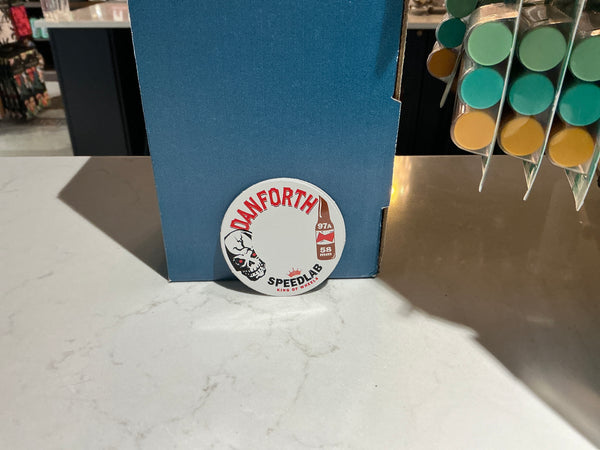 DANFORTH
97A
58
SPEEDLAB
KING OF WHEELS